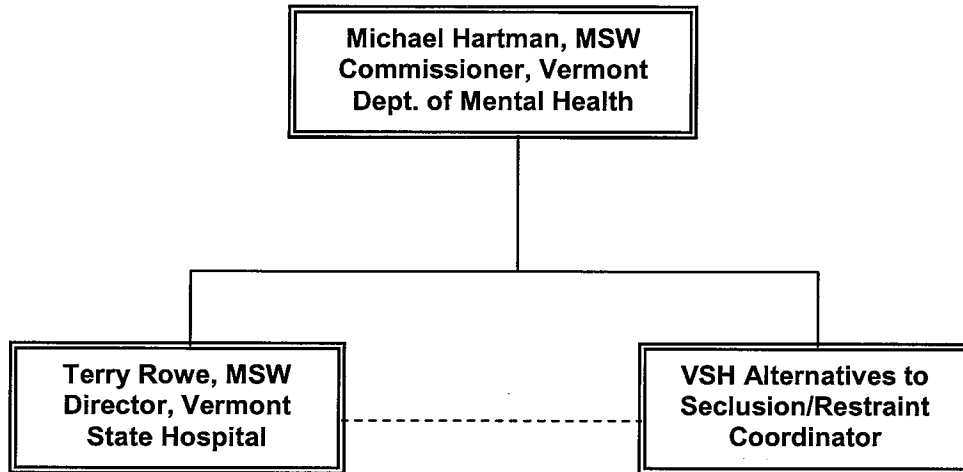 Michael Hartman, MSW
Commissioner, Vermont
Dept. of Mental Health
Terry Rowe, MSW
Director, Vermont
State Hospital
VSH Alternatives to
Seclusion/Restraint
Coordinator